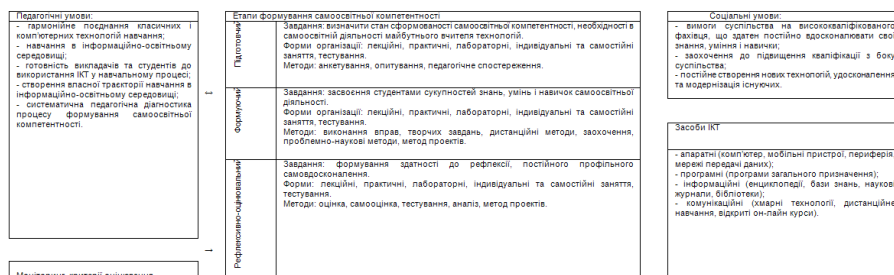 Педагогічні умови:
- гармонійне поєднання класичних і
комп'ютерних технологій навчання;
- навчання в інформаційно-освітньому
середовищі;
- готовність викладачів та студентів до
використання ІКТ у навчальному процесі;
- створення власної траєкторії навчання в
інформаційно-освітньому середовищі;
- систематична педагогічна діагностика
процесу формування самоосвітньої
компетентності.
Етапи формування самоосвітньої компетентності
Підготовчий
Завдання: визначити стан сформованості самоосвітньої компетентності, необхідності в
самоосвітній діяльності майбутнього вчителя технологій.
Форми організації: лекційні, практичні, лабораторні, індивідуальні та самостійні
заняття, тестування.
Методи: анкетування, опитування, педагогічне спостереження.
Формуючий
Завдання: засвоєння студентами сукупностей знань, умінь і навичок самоосвітньої
діяльності.
Форми організації: лекційні, практичні, лабораторні, індивідуальні та самостійні
заняття, тестування.
Методи: виконання вправ, творчих завдань, дистанційні методи, заохочення,
проблемно-наукові методи, метод проектів.
Рефлексивно-оцінювальний
Завдання: формування здатності до рефлексії, постійного профільного
самовдосконалення.
Форми: лекційні, практичні, лабораторні, індивідуальні та самостійні заняття,
тестування.
Методи: оцінка, самооцінка, тестування, аналіз, метод проектів.
Соціальні умови:
- вимоги суспільства на висококваліфікованого
фахівця, що здатен постійно вдосконалювати свої
знання, уміння і навички;
- заохочення до підвищення кваліфікації з боку
суспільства;
- постійне створення нових технологій, удосконалення
та модернізація існуючих.
Засоби ІКТ
- апаратні (комп'ютер, мобільні пристрої, периферія,
мережі передачі даних);
- програмні (програми загального призначення);
- інформаційні (енциклопедії, бази знань, наукові
журнали, бібліотеки);
- комунікаційні (хмарні технології, дистанційне
навчання, відкриті он-лайн курси).